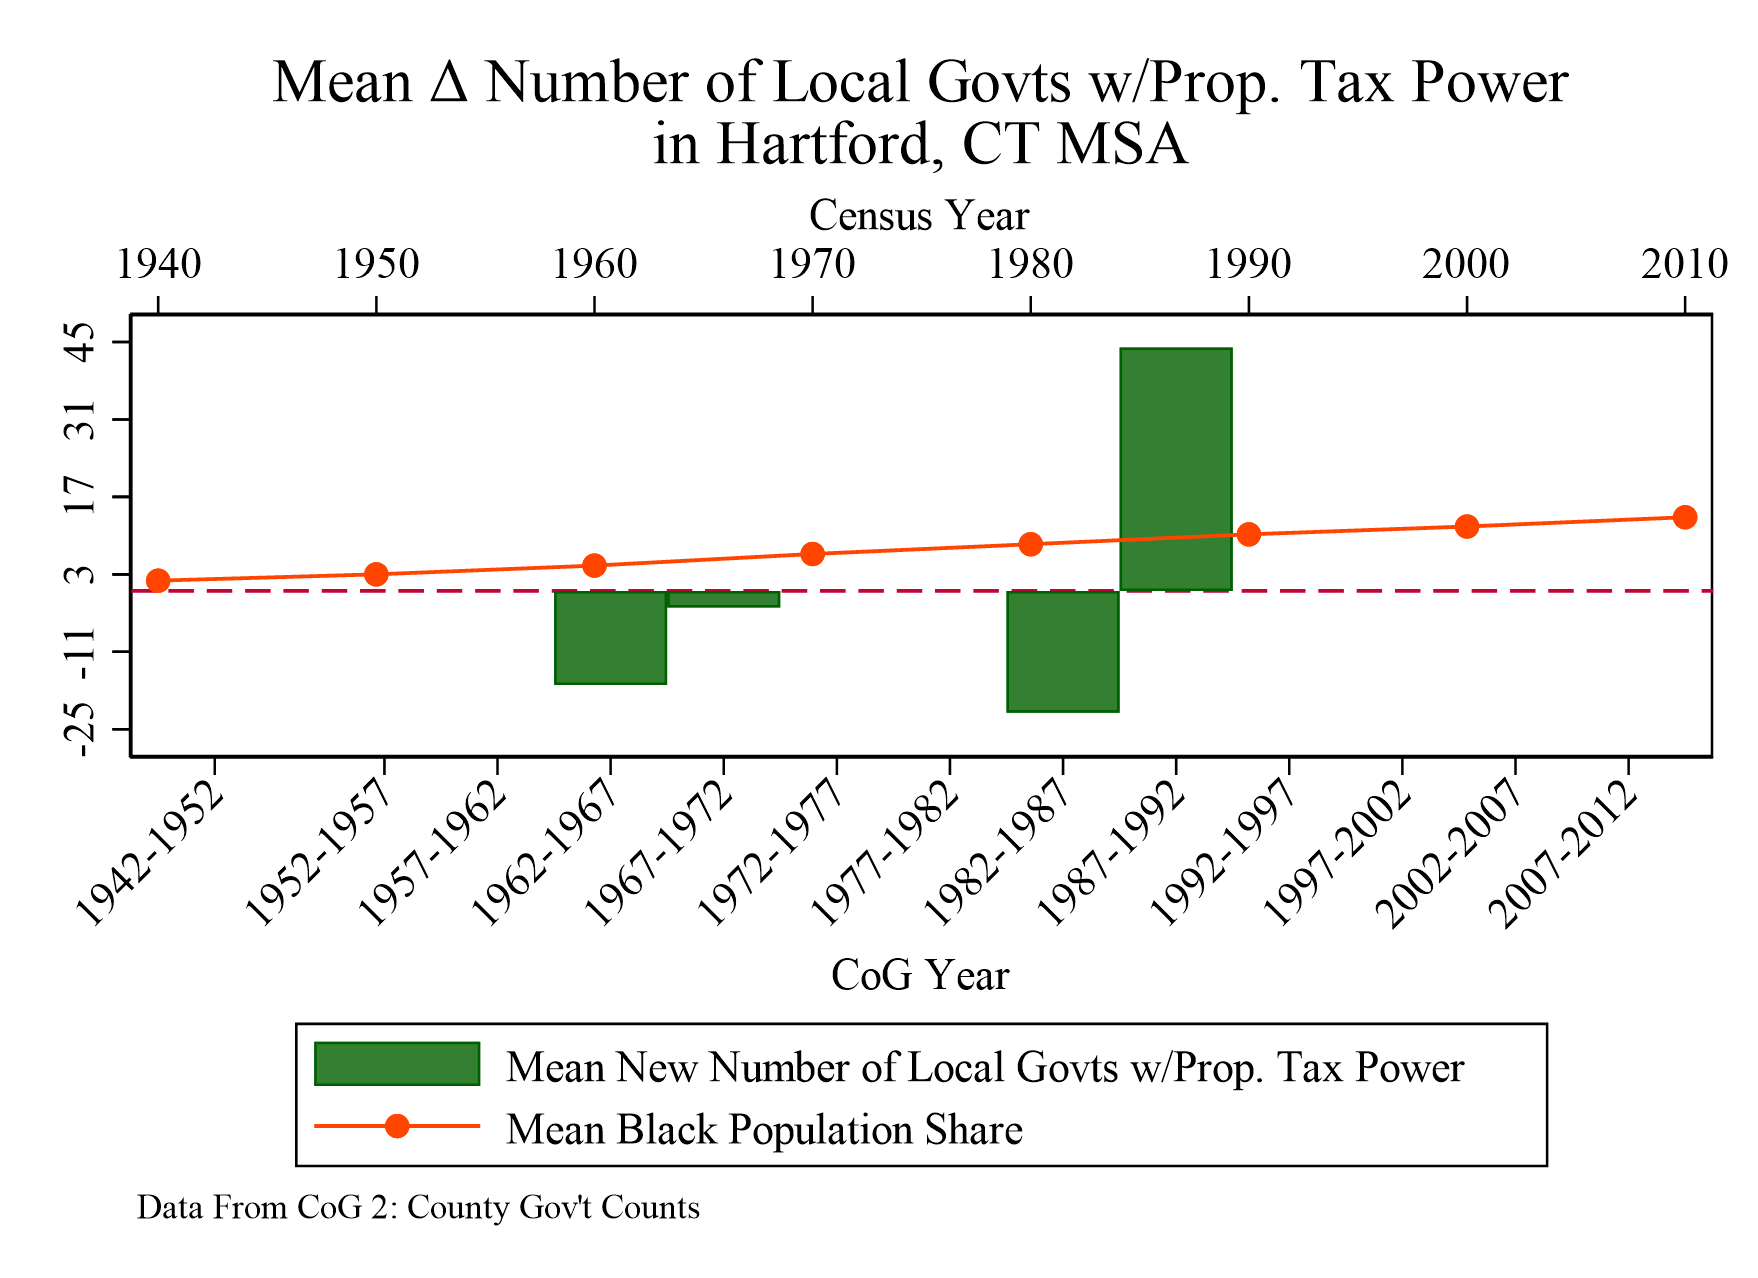 Mean Δ Number of Local Govts w/Prop. Tax Power
in Hartford, CT MSA
Census Year
1940 1950 1960 1970 1980 1990 2000 2010
45
31
17
3
-11
-25
1942-1952 1952-1957 1957-1962 1962-1967 1967-1972 1972-1977 1977-1982 1982-1987 1987-1992 1992-1997 1997-2002 2002-2007 2007-2012
CoG Year
Mean New Number of Local Govts w/Prop. Tax Power
Mean Black Population Share
Data From CoG 2: County Gov't Counts